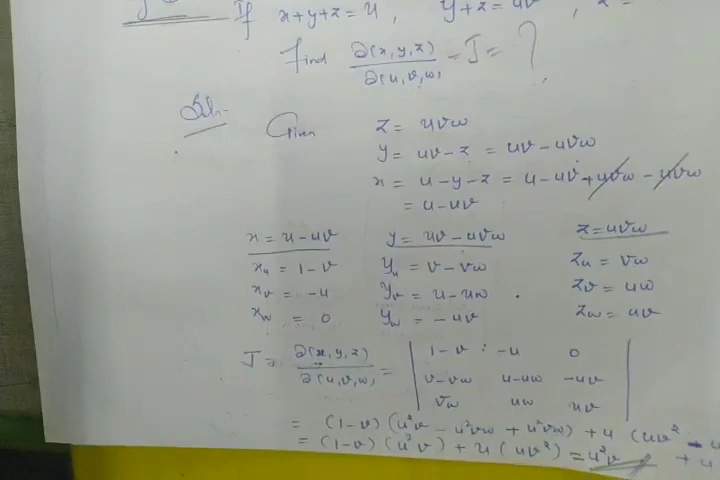 If x+y+z=u, y+z=uv, z=
Find ∂(x,y,z)/∂(u,v,w) = J = ?
Soln-
Given z = uvw
y = uv-z = uv-uvw
x = u-y-z = u-uv+uvw-uvw
= u-uv
x = u-uv y = uv-uvw z=uvw
xu = 1-v yu = v-vw zu = vw
xv = -u yv = u-uw zv = uw
xw = 0 yw = -uv zw = uv
J = ∂(x,y,z)/∂(u,v,w) = | 1-v -u 0 |
| v-vw u-uw -uv |
| vw uw uv |
= (1-v) (u²v - u²vw + u²vw) + u (uv² -
= (1-v) (u²v) + u (uv²) = u²v + u